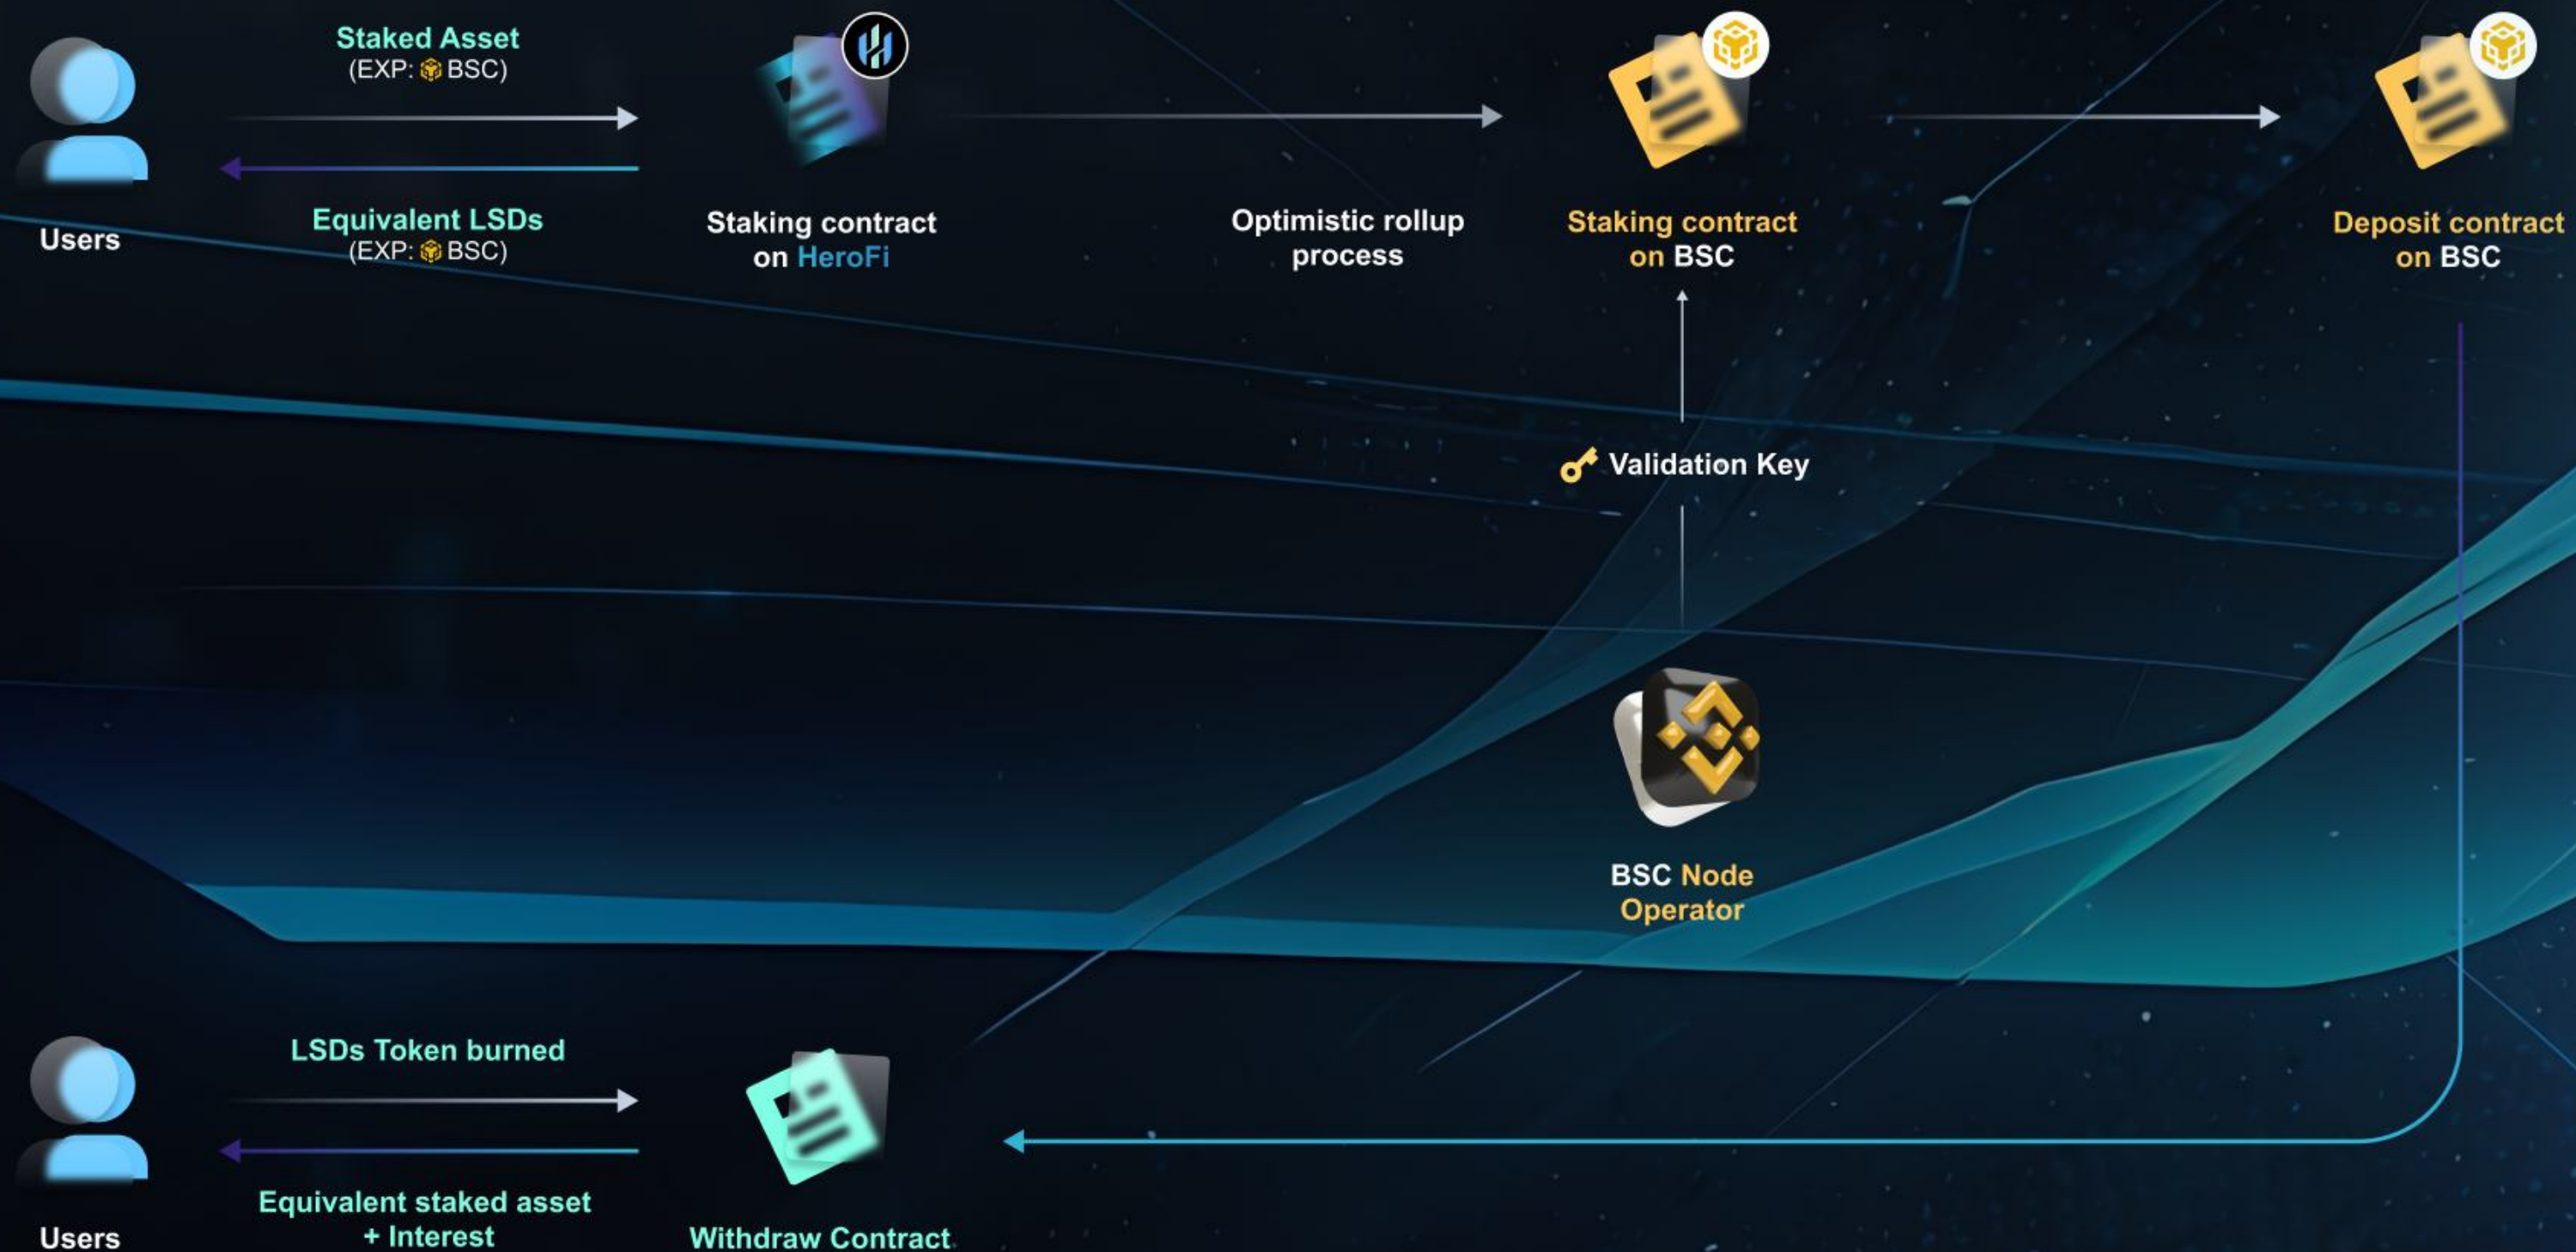 Staked Asset
(EXP: BSC)
Equivalent LSDs
(EXP: BSC)
Users
Staking contract
on HeroFi
Optimistic rollup
process
Staking contract
on BSC
Deposit contract
on BSC
Validation Key
BSC Node
Operator
LSDs Token burned
Equivalent staked asset
+ Interest
Users
Withdraw Contract